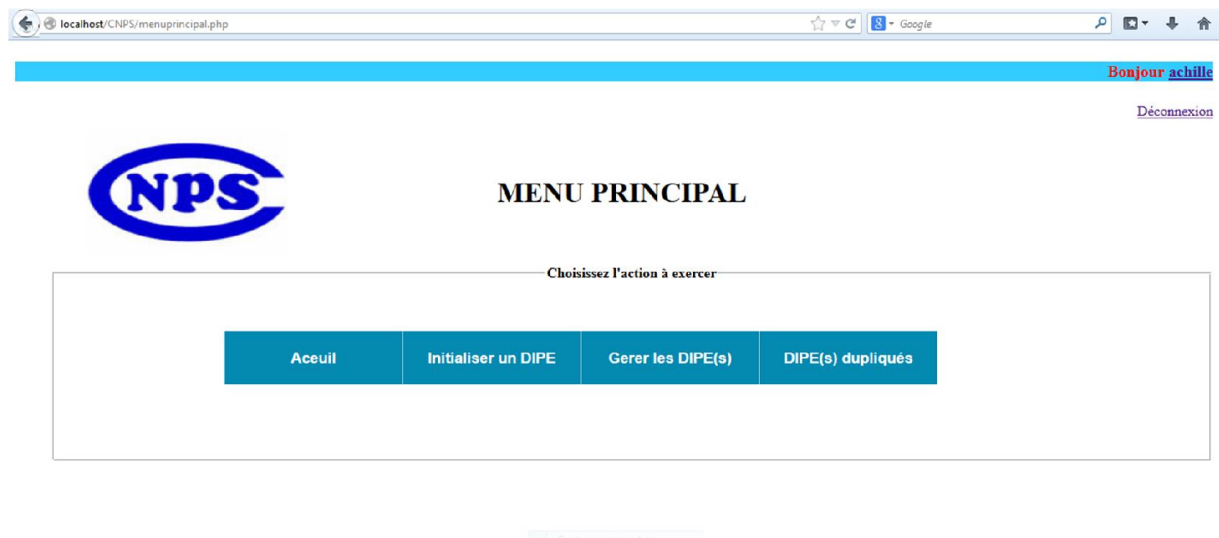 localhost/CNPS/menuprincipal.php
Google
Bonjour achille
Déconnexion
CNPS
MENU PRINCIPAL
Choisissez l'action à exercer
Aceuil
Initialiser un DIPE
Gerer les DIPE(s)
DIPE(s) dupliqués